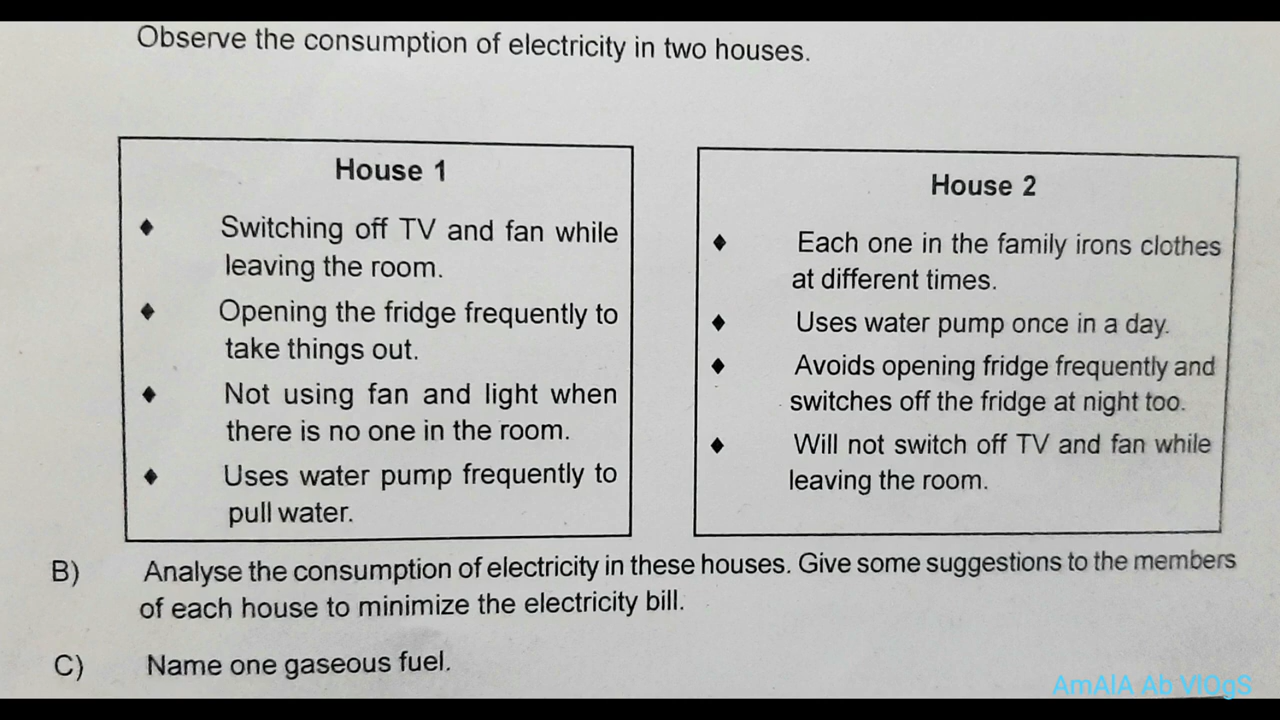 Observe the consumption of electricity in two houses.
House 1
♦ Switching off TV and fan while
leaving the room.
♦ Opening the fridge frequently to
take things out.
♦ Not using fan and light when
there is no one in the room.
♦ Uses water pump frequently to
pull water.
House 2
♦ Each one in the family irons clothes
at different times.
♦ Uses water pump once in a day.
♦ Avoids opening fridge frequently and
switches off the fridge at night too.
♦ Will not switch off TV and fan while
leaving the room.
B) Analyse the consumption of electricity in these houses. Give some suggestions to the members
of each house to minimize the electricity bill.
C) Name one gaseous fuel.
AmAlA Ab VlOgS